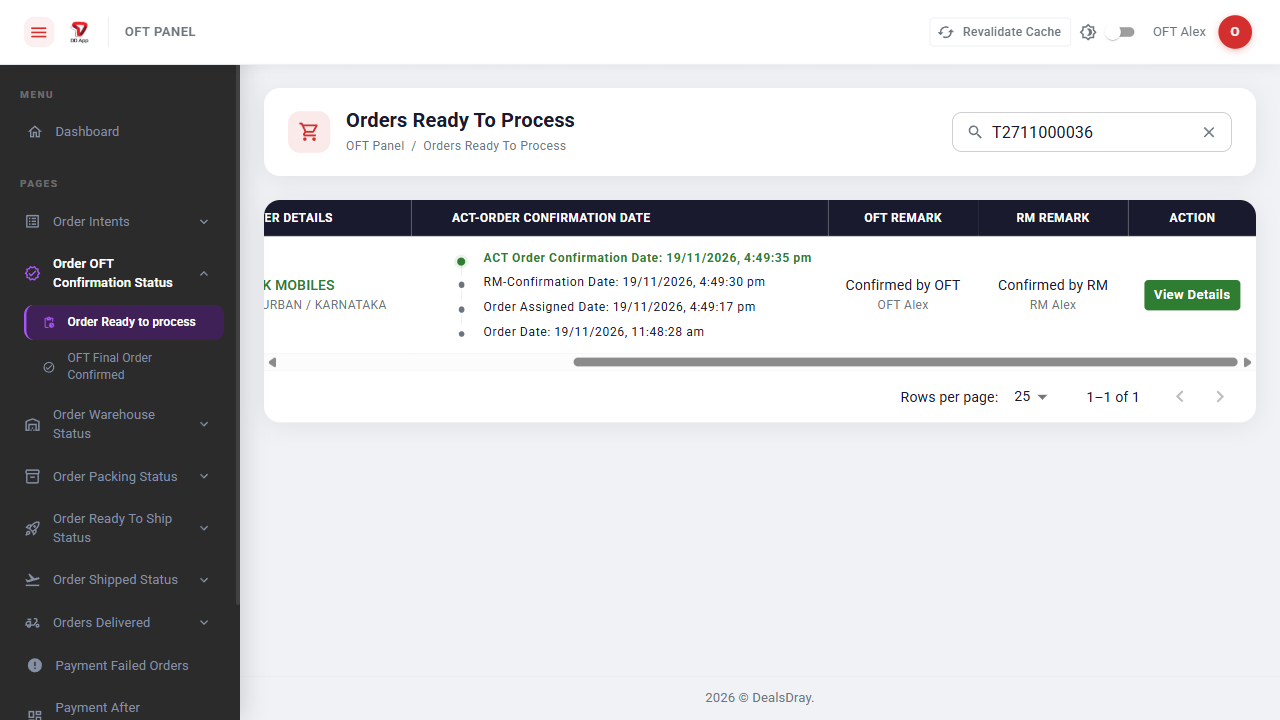 DD App
OFT PANEL
Revalidate Cache
OFT Alex
O
MENU
Dashboard
PAGES
Order Intents
Order OFT
Confirmation Status
Order Ready to process
OFT Final Order
Confirmed
Order Warehouse
Status
Order Packing Status
Order Ready To Ship
Status
Order Shipped Status
Orders Delivered
Payment Failed Orders
Payment After
Orders Ready To Process
OFT Panel / Orders Ready To Process
T2711000036
ER DETAILS
ACT-ORDER CONFIRMATION DATE
OFT REMARK
RM REMARK
ACTION
K MOBILES
URBAN / KARNATAKA
ACT Order Confirmation Date: 19/11/2026, 4:49:35 pm
RM-Confirmation Date: 19/11/2026, 4:49:30 pm
Order Assigned Date: 19/11/2026, 4:49:17 pm
Order Date: 19/11/2026, 11:48:28 am
Confirmed by OFT
OFT Alex
Confirmed by RM
RM Alex
View Details
Rows per page: 25
1–1 of 1
2026 © DealsDray.